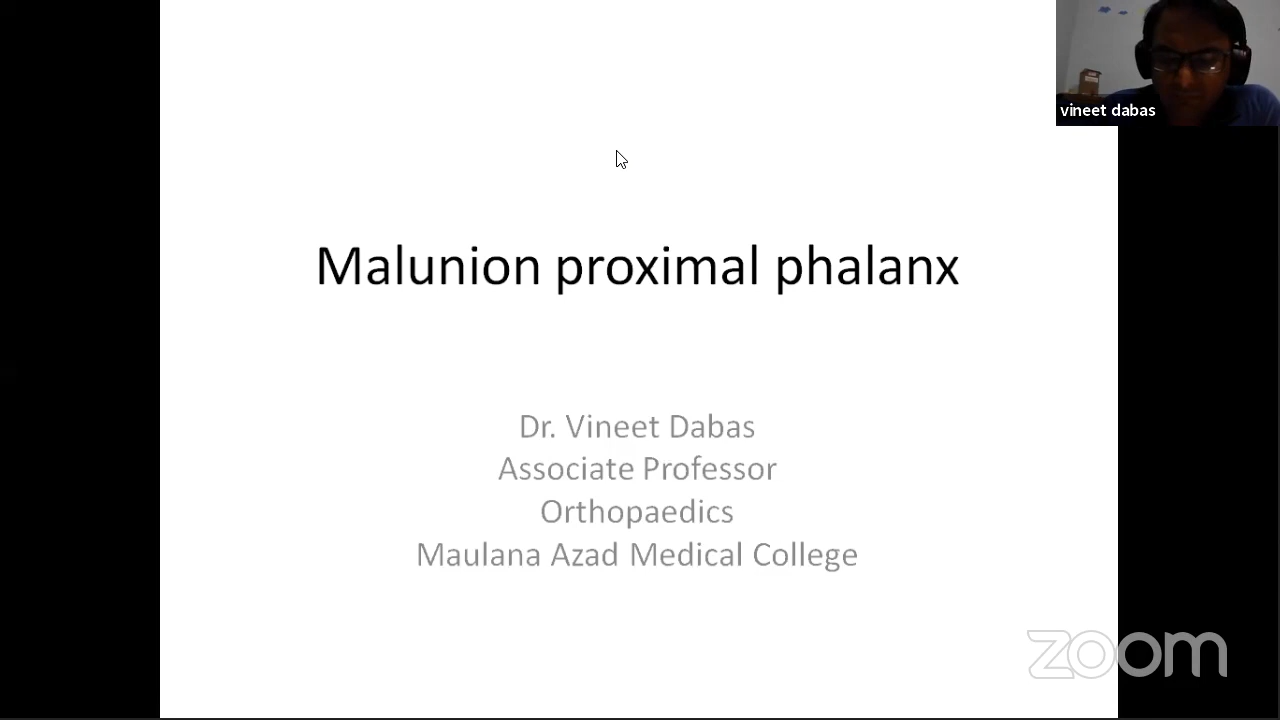 vineet dabas
Malunion proximal phalanx
Dr. Vineet Dabas
Associate Professor
Orthopaedics
Maulana Azad Medical College
zoom